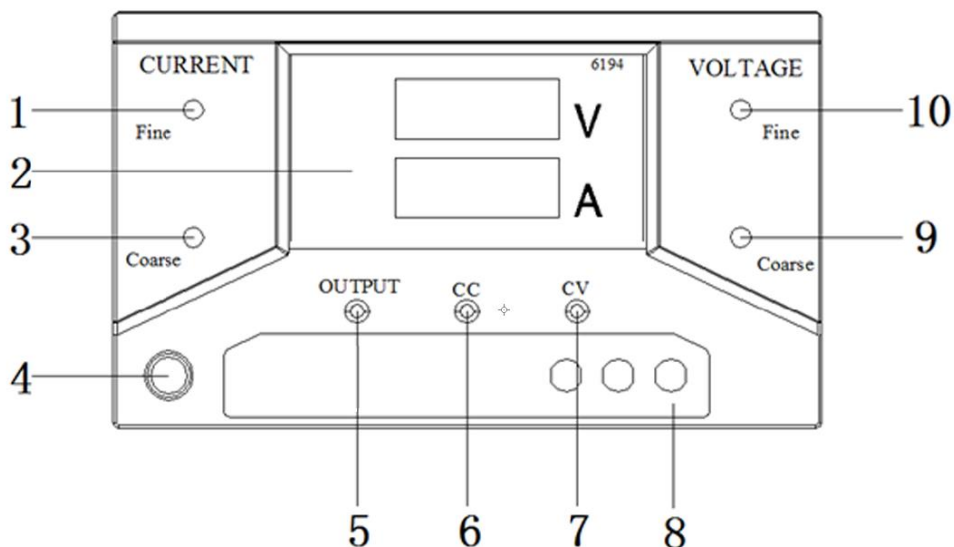 CURRENT 6194 VOLTAGE
1 Fine V Fine 10
2
3 Coarse A Coarse 9
OUTPUT CC CV
4
5 6 7 8